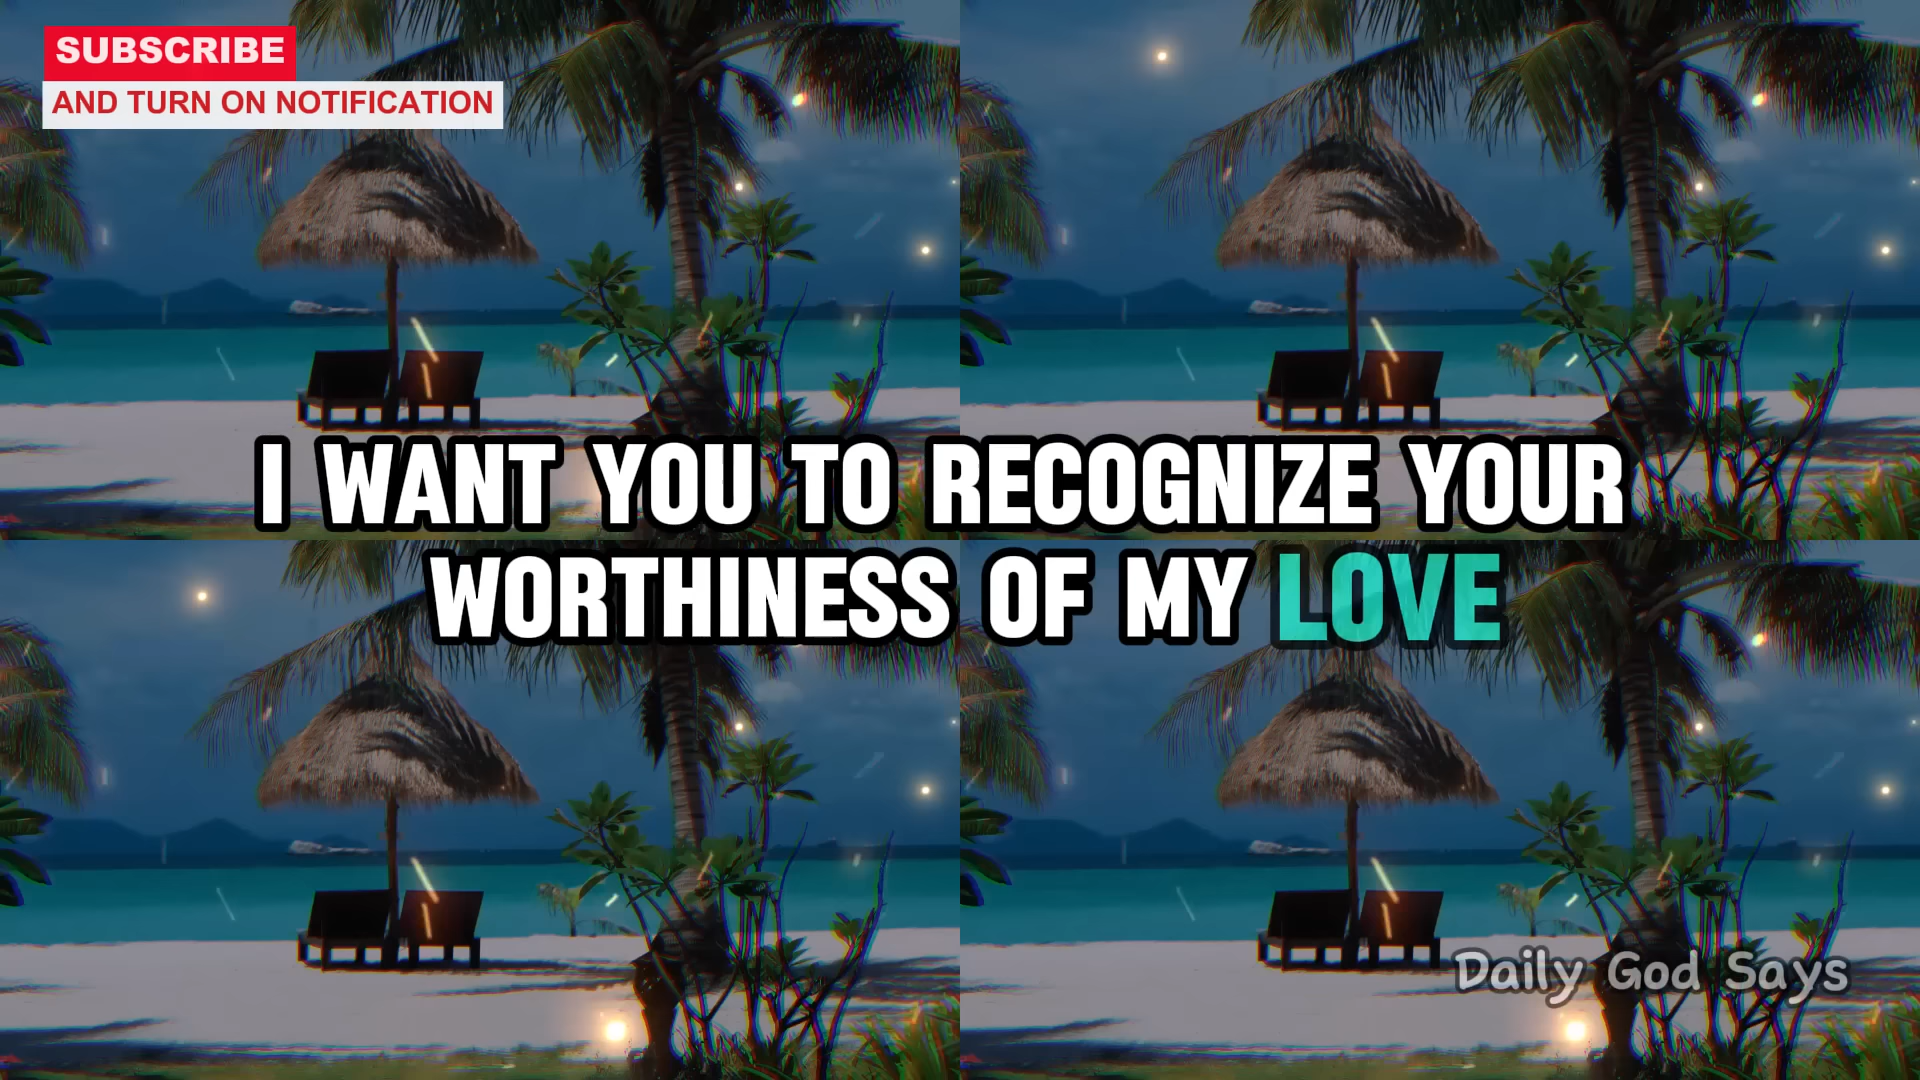 SUBSCRIBE
AND TURN ON NOTIFICATION
I WANT YOU TO RECOGNIZE YOUR
WORTHINESS OF MY LOVE
Daily God Says